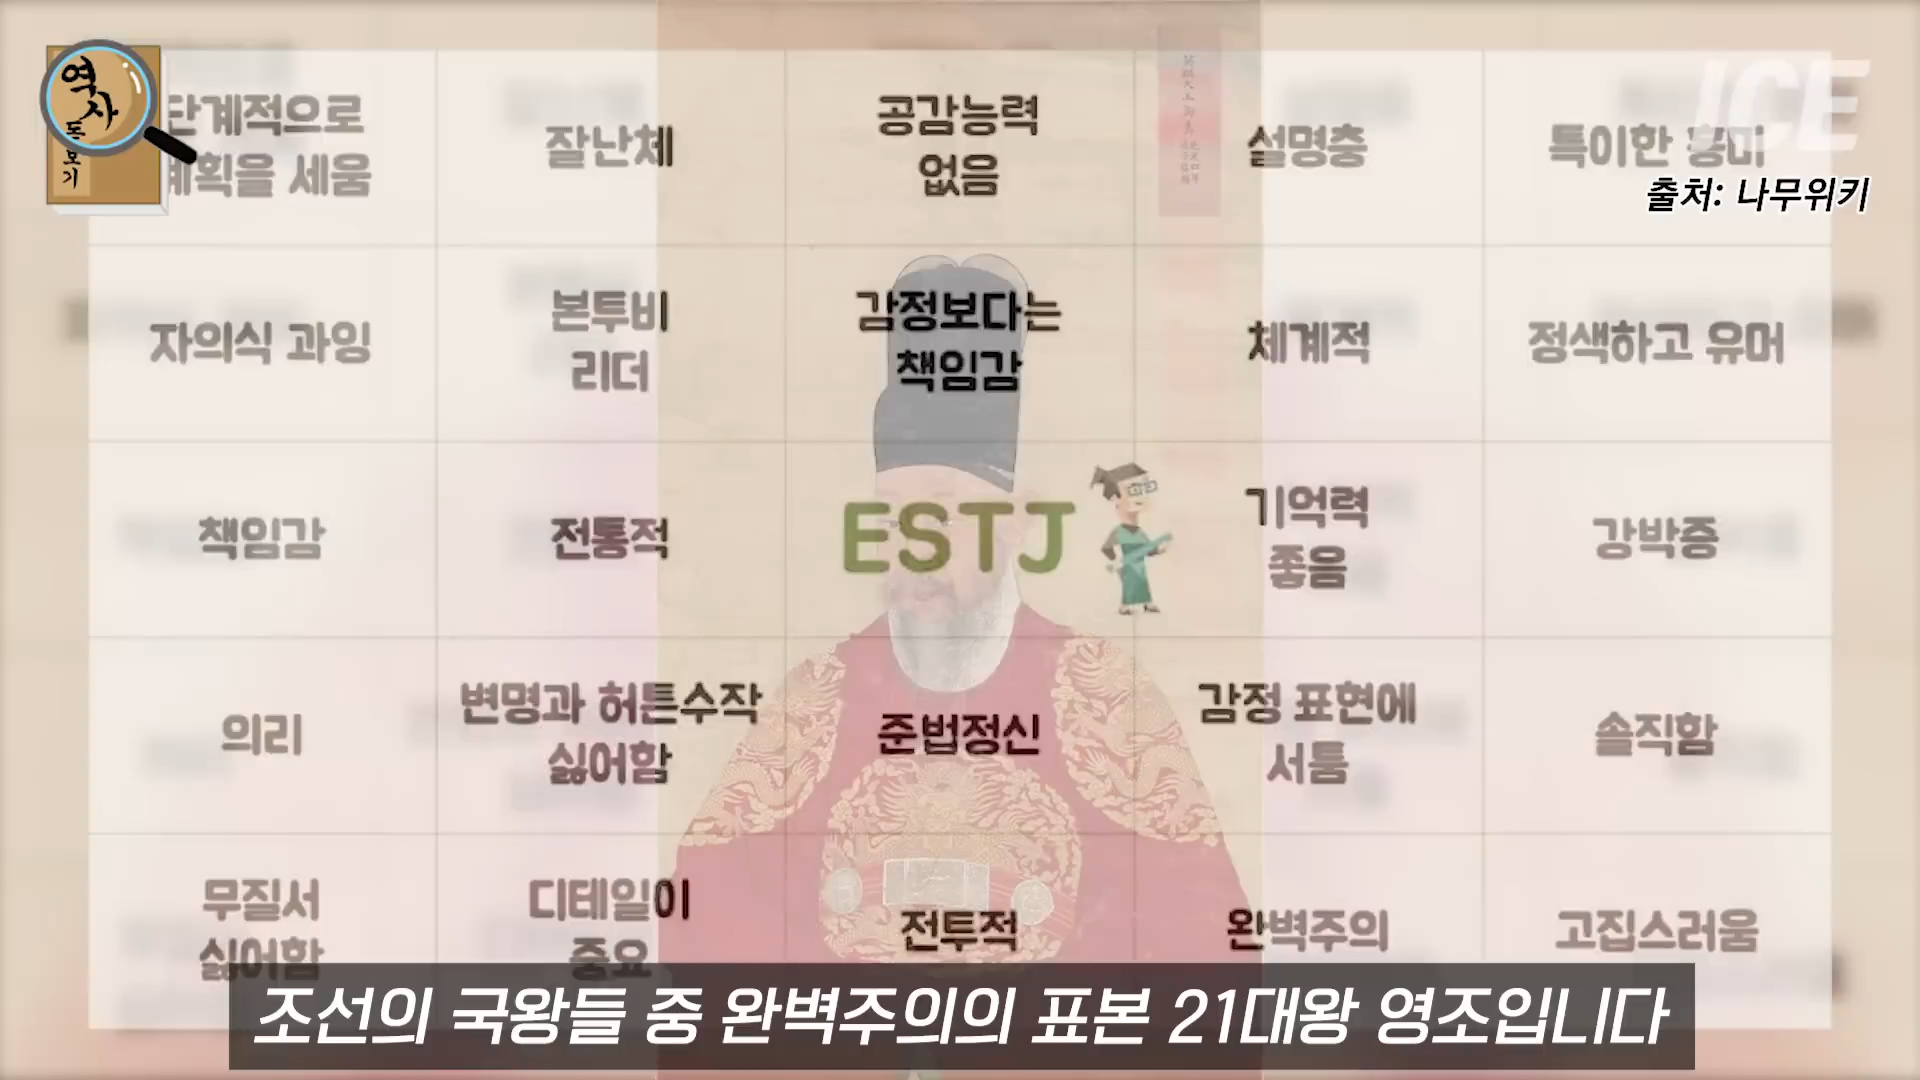 역사
돋보기
ICE
출처: 나무위키
단계적으로
계획을 세움
잘난체
공감능력
없음
설명충
특이한 흥미
자의식 과잉
본투비
리더
감정보다는
책임감
체계적
정색하고 유머
책임감
전통적
ESTJ
기억력
좋음
강박증
의리
변명과 허튼수작
싫어함
준법정신
감정 표현에
서툼
솔직함
무질서
싫어함
디테일이
중요
전투적
완벽주의
고집스러움
조선의 국왕들 중 완벽주의의 표본 21대왕 영조입니다